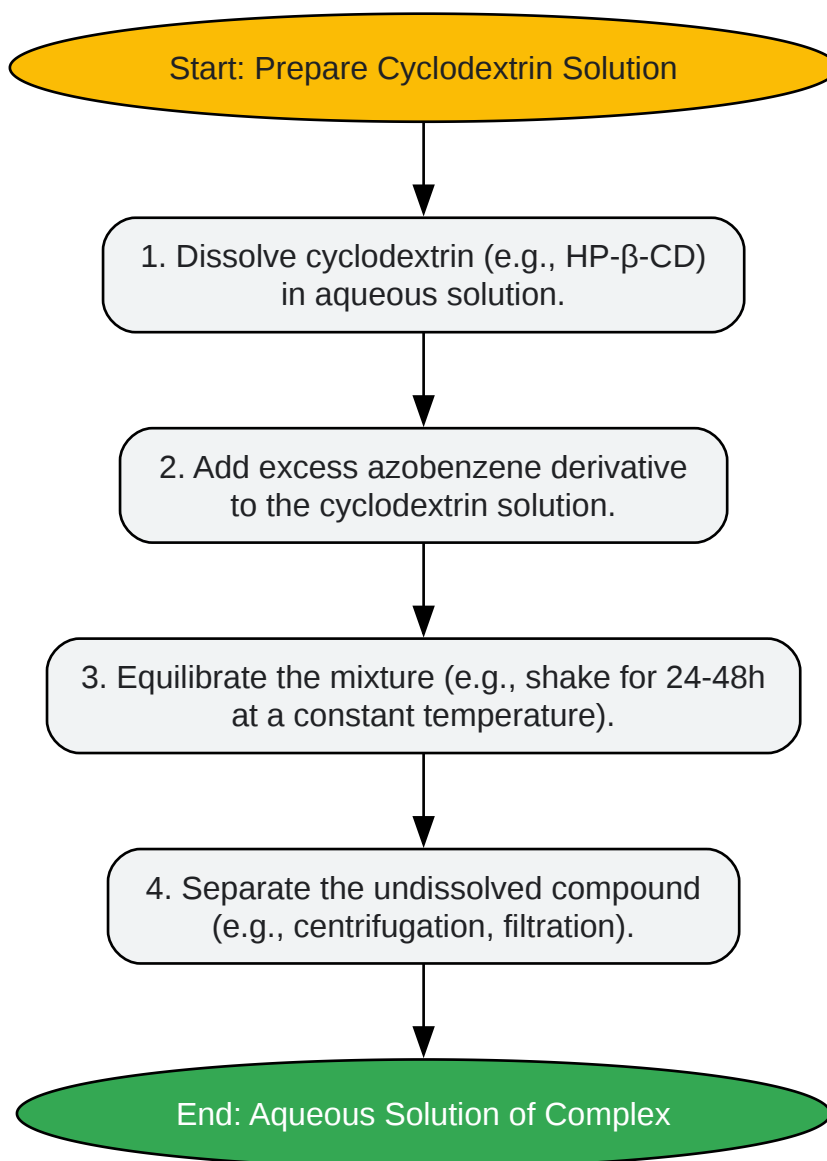 Start: Prepare Cyclodextrin Solution
1. Dissolve cyclodextrin (e.g., HP-β-CD)
in aqueous solution.
2. Add excess azobenzene derivative
to the cyclodextrin solution.
3. Equilibrate the mixture (e.g., shake for 24-48h
at a constant temperature).
4. Separate the undissolved compound
(e.g., centrifugation, filtration).
End: Aqueous Solution of Complex